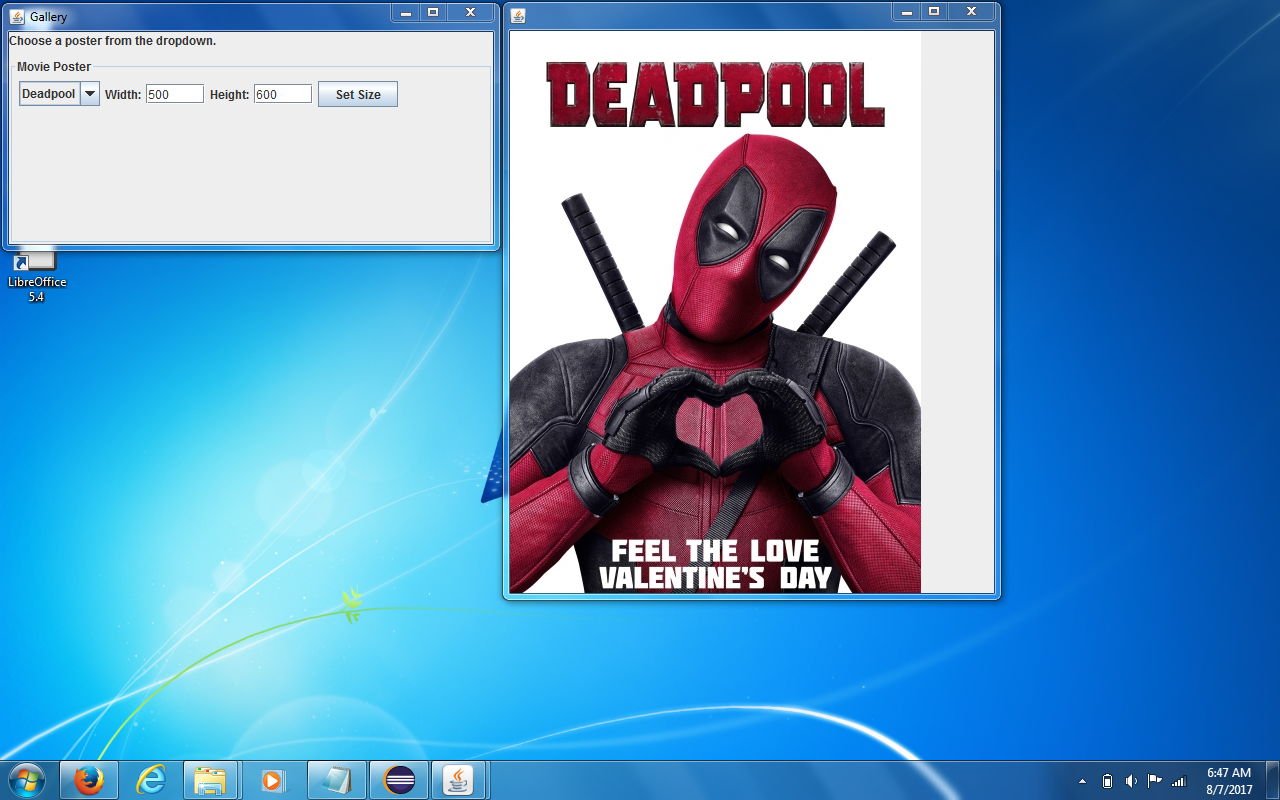 Gallery
Choose a poster from the dropdown.
Movie Poster
Deadpool Width: 500 Height: 600 Set Size
LibreOffice
5.4
DEADPOOL
FEEL THE LOVE
VALENTINE'S DAY
6:47 AM
8/7/2017